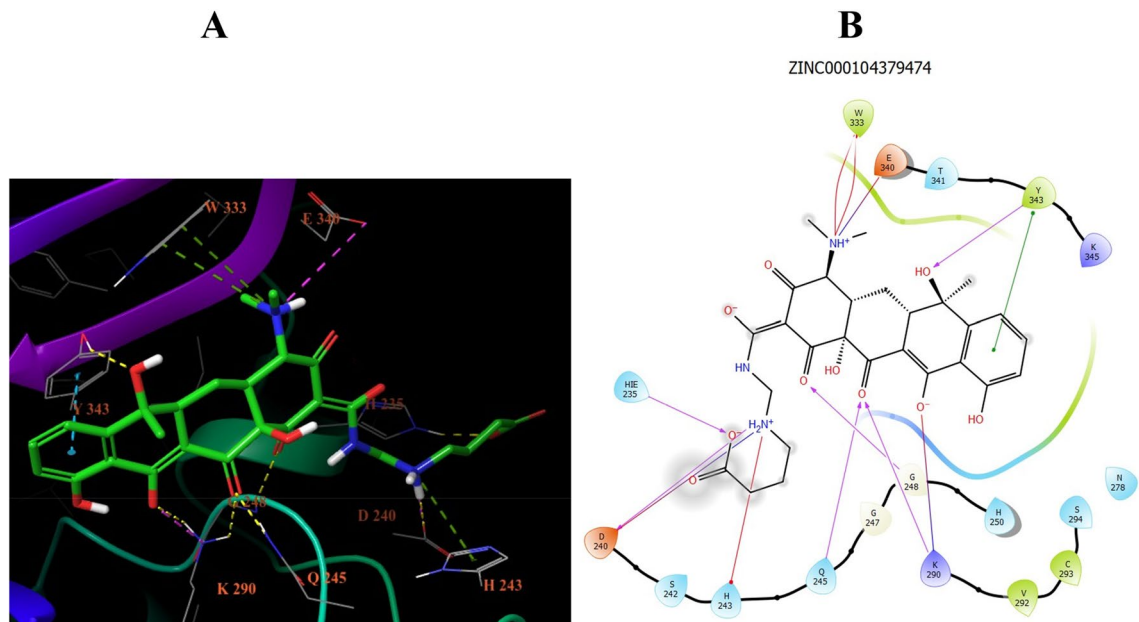 A
B
ZINC000104379474
W 333
E 340
Y 343
H 235
D 240
K 290
Q 245
H 243
W
333
E
340
T
341
Y
343
K
345
NH⁺
O
HO
O⁻
O
HO
O
O⁻
OH
HN
HIE
235
O⁻
H₂N⁺
O
G
248
N
278
D
240
G
247
H
250
S
294
S
242
H
243
Q
245
K
290
V
292
C
293